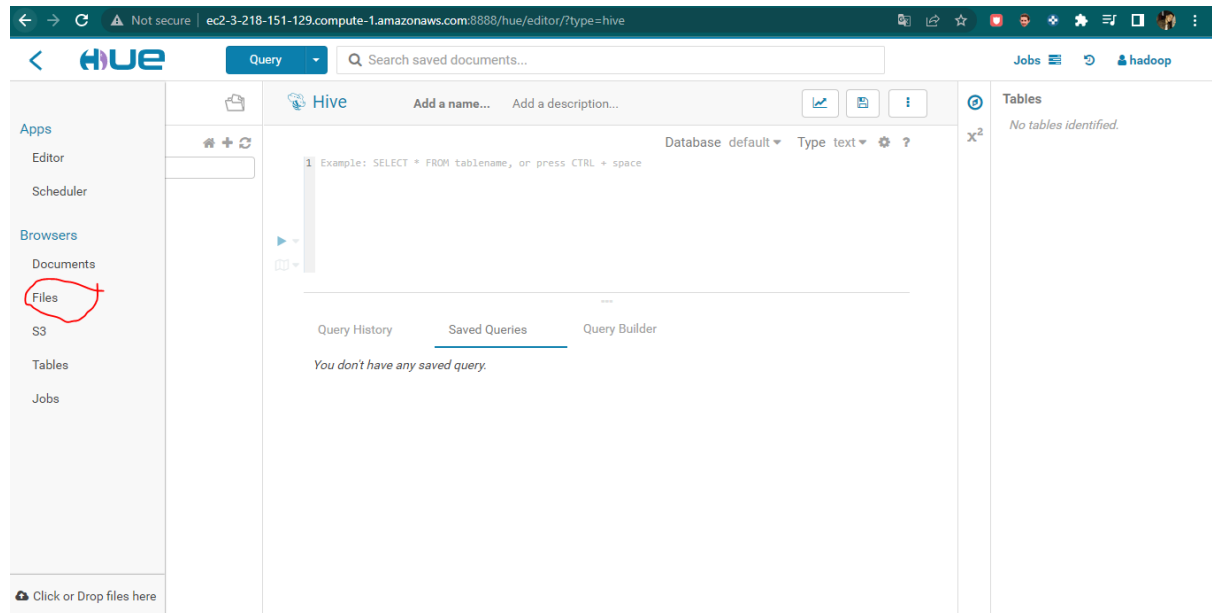 Not secure | ec2-3-218-151-129.compute-1.amazonaws.com:8888/hue/editor/?type=hive
HUE
Query
Search saved documents...
Jobs
hadoop
Apps
Editor
Scheduler
Browsers
Documents
Files
S3
Tables
Jobs
Click or Drop files here
Hive
Add a name...
Add a description...
Database default
Type text
?
1 Example: SELECT * FROM tablename, or press CTRL + space
Query History
Saved Queries
Query Builder
You don't have any saved query.
x²
Tables
No tables identified.